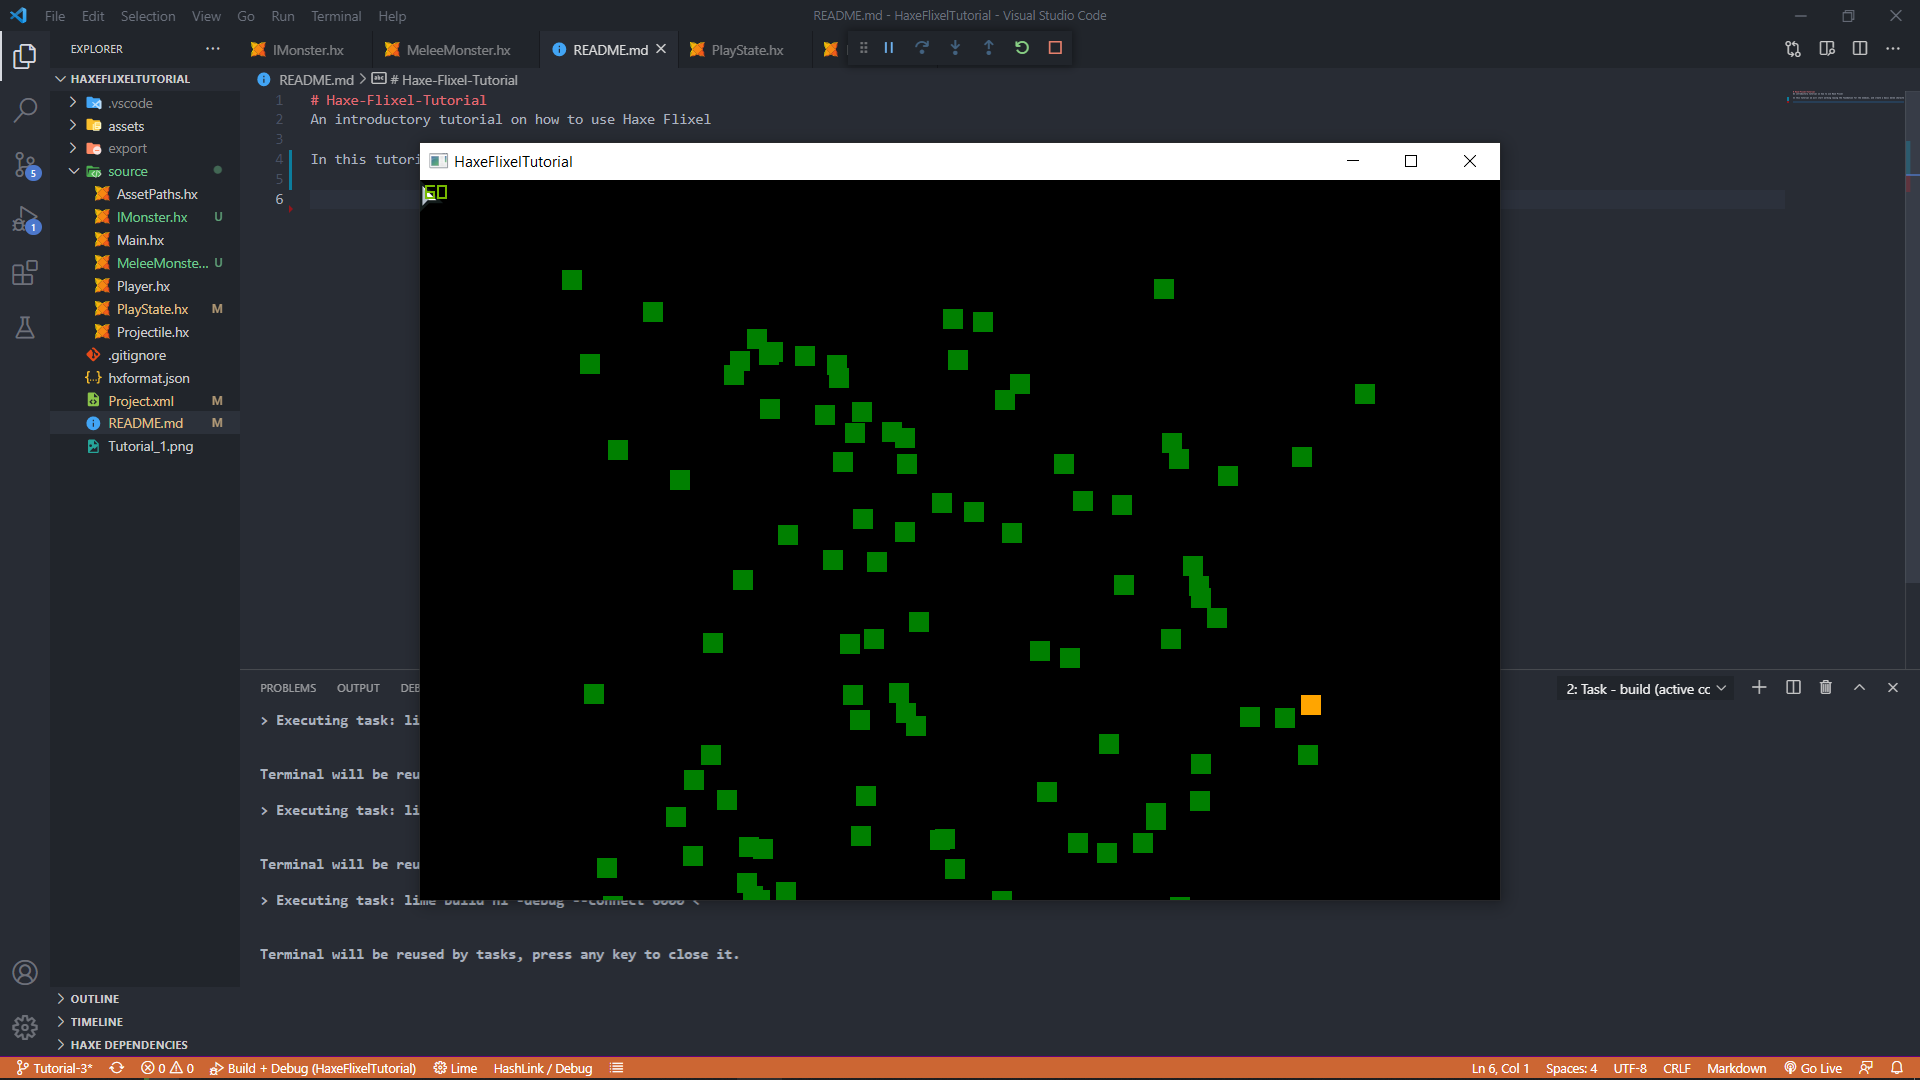 File Edit Selection View Go Run Terminal Help
README.md - HaxeFlixelTutorial - Visual Studio Code
EXPLORER
IMonster.hx
MeleeMonster.hx
README.md
PlayState.hx
HAXEFLIXELTUTORIAL
.vscode
assets
export
source
AssetPaths.hx
IMonster.hx U
Main.hx
MeleeMonste... U
Player.hx
PlayState.hx M
Projectile.hx
.gitignore
hxformat.json
Project.xml M
README.md M
Tutorial_1.png
5
1
README.md > # Haxe-Flixel-Tutorial
1 # Haxe-Flixel-Tutorial
2 An introductory tutorial on how to use Haxe Flixel
3
4 In this tutori
5
6
HaxeFlixelTutorial
PROBLEMS OUTPUT DEB
2: Task - build (active cc
> Executing task: li
Terminal will be reu
> Executing task: li
Terminal will be reu
> Executing task: lime build hl -debug --connect 6000 <
Terminal will be reused by tasks, press any key to close it.
OUTLINE
TIMELINE
HAXE DEPENDENCIES
Tutorial-3* 0 0 Build + Debug (HaxeFlixelTutorial) Lime HashLink / Debug
Ln 6, Col 1 Spaces: 4 UTF-8 CRLF Markdown Go Live